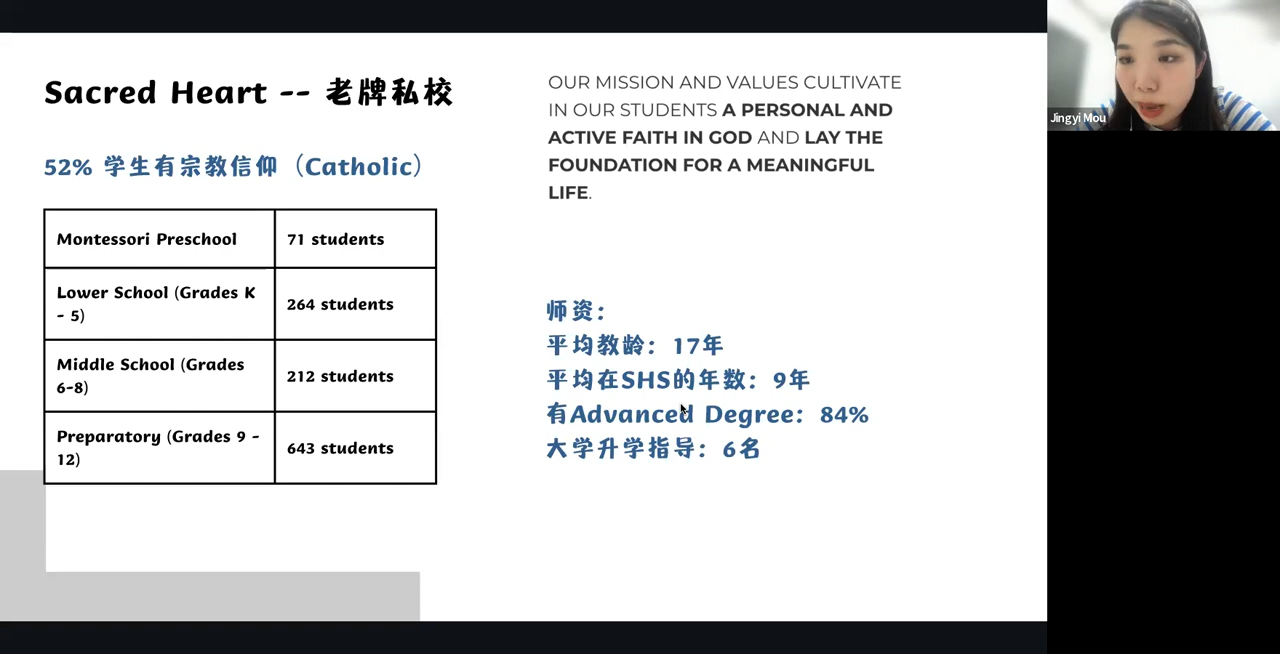 Sacred Heart -- 老牌私校
52% 学生有宗教信仰（Catholic）
Montessori Preschool
71 students
Lower School (Grades K
- 5)
264 students
Middle School (Grades
6-8)
212 students
Preparatory (Grades 9 -
12)
643 students
OUR MISSION AND VALUES CULTIVATE
IN OUR STUDENTS A PERSONAL AND
ACTIVE FAITH IN GOD AND LAY THE
FOUNDATION FOR A MEANINGFUL
LIFE.
师资：
平均教龄：17年
平均在SHS的年数：9年
有Advanced Degree：84%
大学升学指导：6名
Jingyi Mou